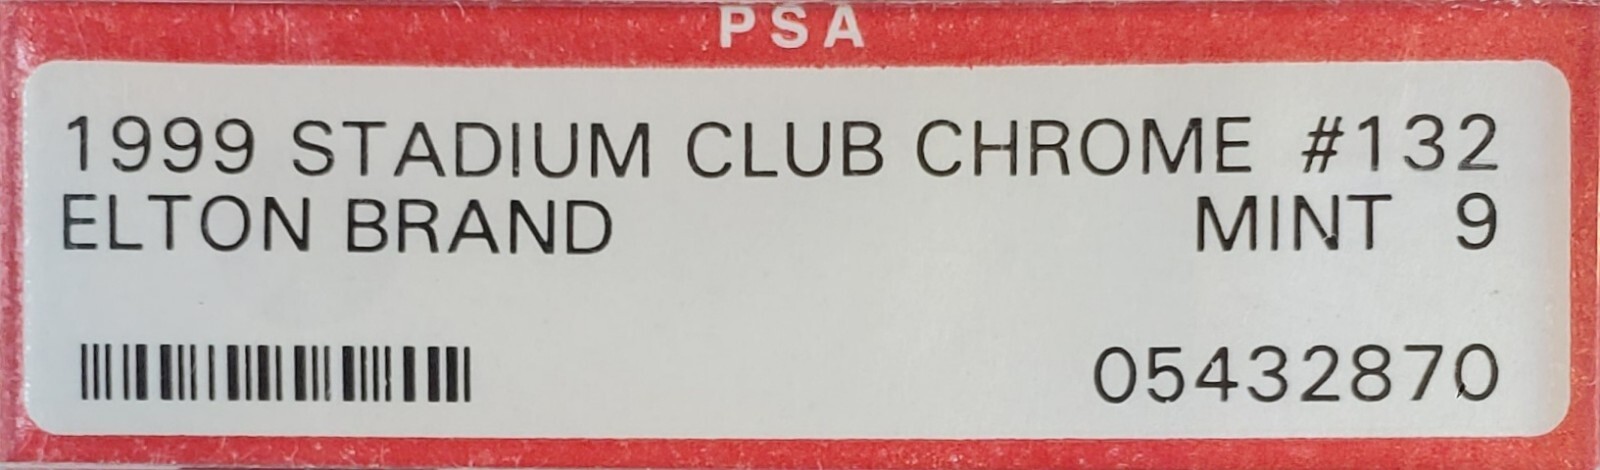 PSA
1999 STADIUM CLUB CHROME #132
ELTON BRAND MINT 9
05432870